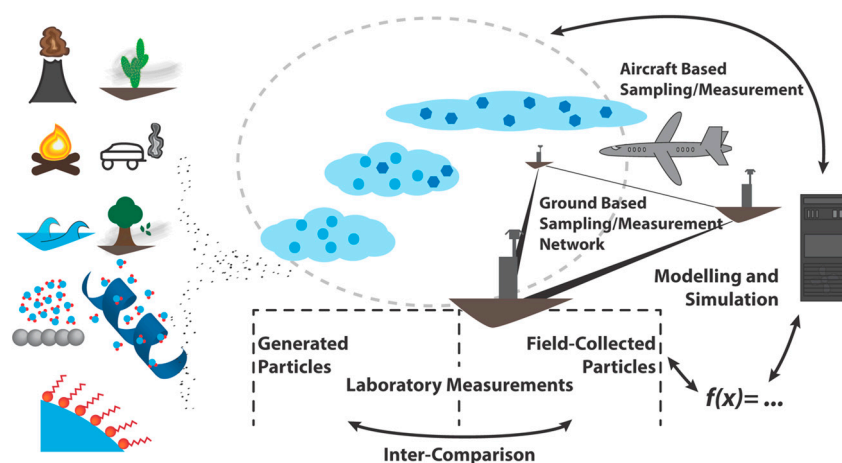 Aircraft Based
Sampling/Measurement
Ground Based
Sampling/Measurement
Network
Modelling and
Simulation
Generated
Particles
Field-Collected
Particles
Laboratory Measurements
f(x)= ...
Inter-Comparison